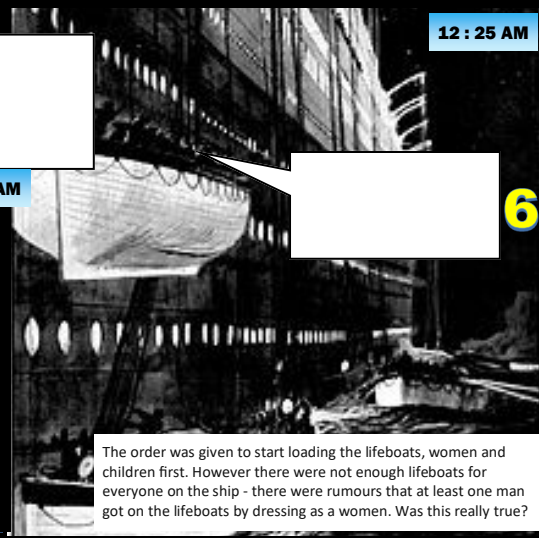 12 : 25 AM
AM
6
The order was given to start loading the lifeboats, women and
children first. However there were not enough lifeboats for
everyone on the ship - there were rumours that at least one man
got on the lifeboats by dressing as a women. Was this really true?